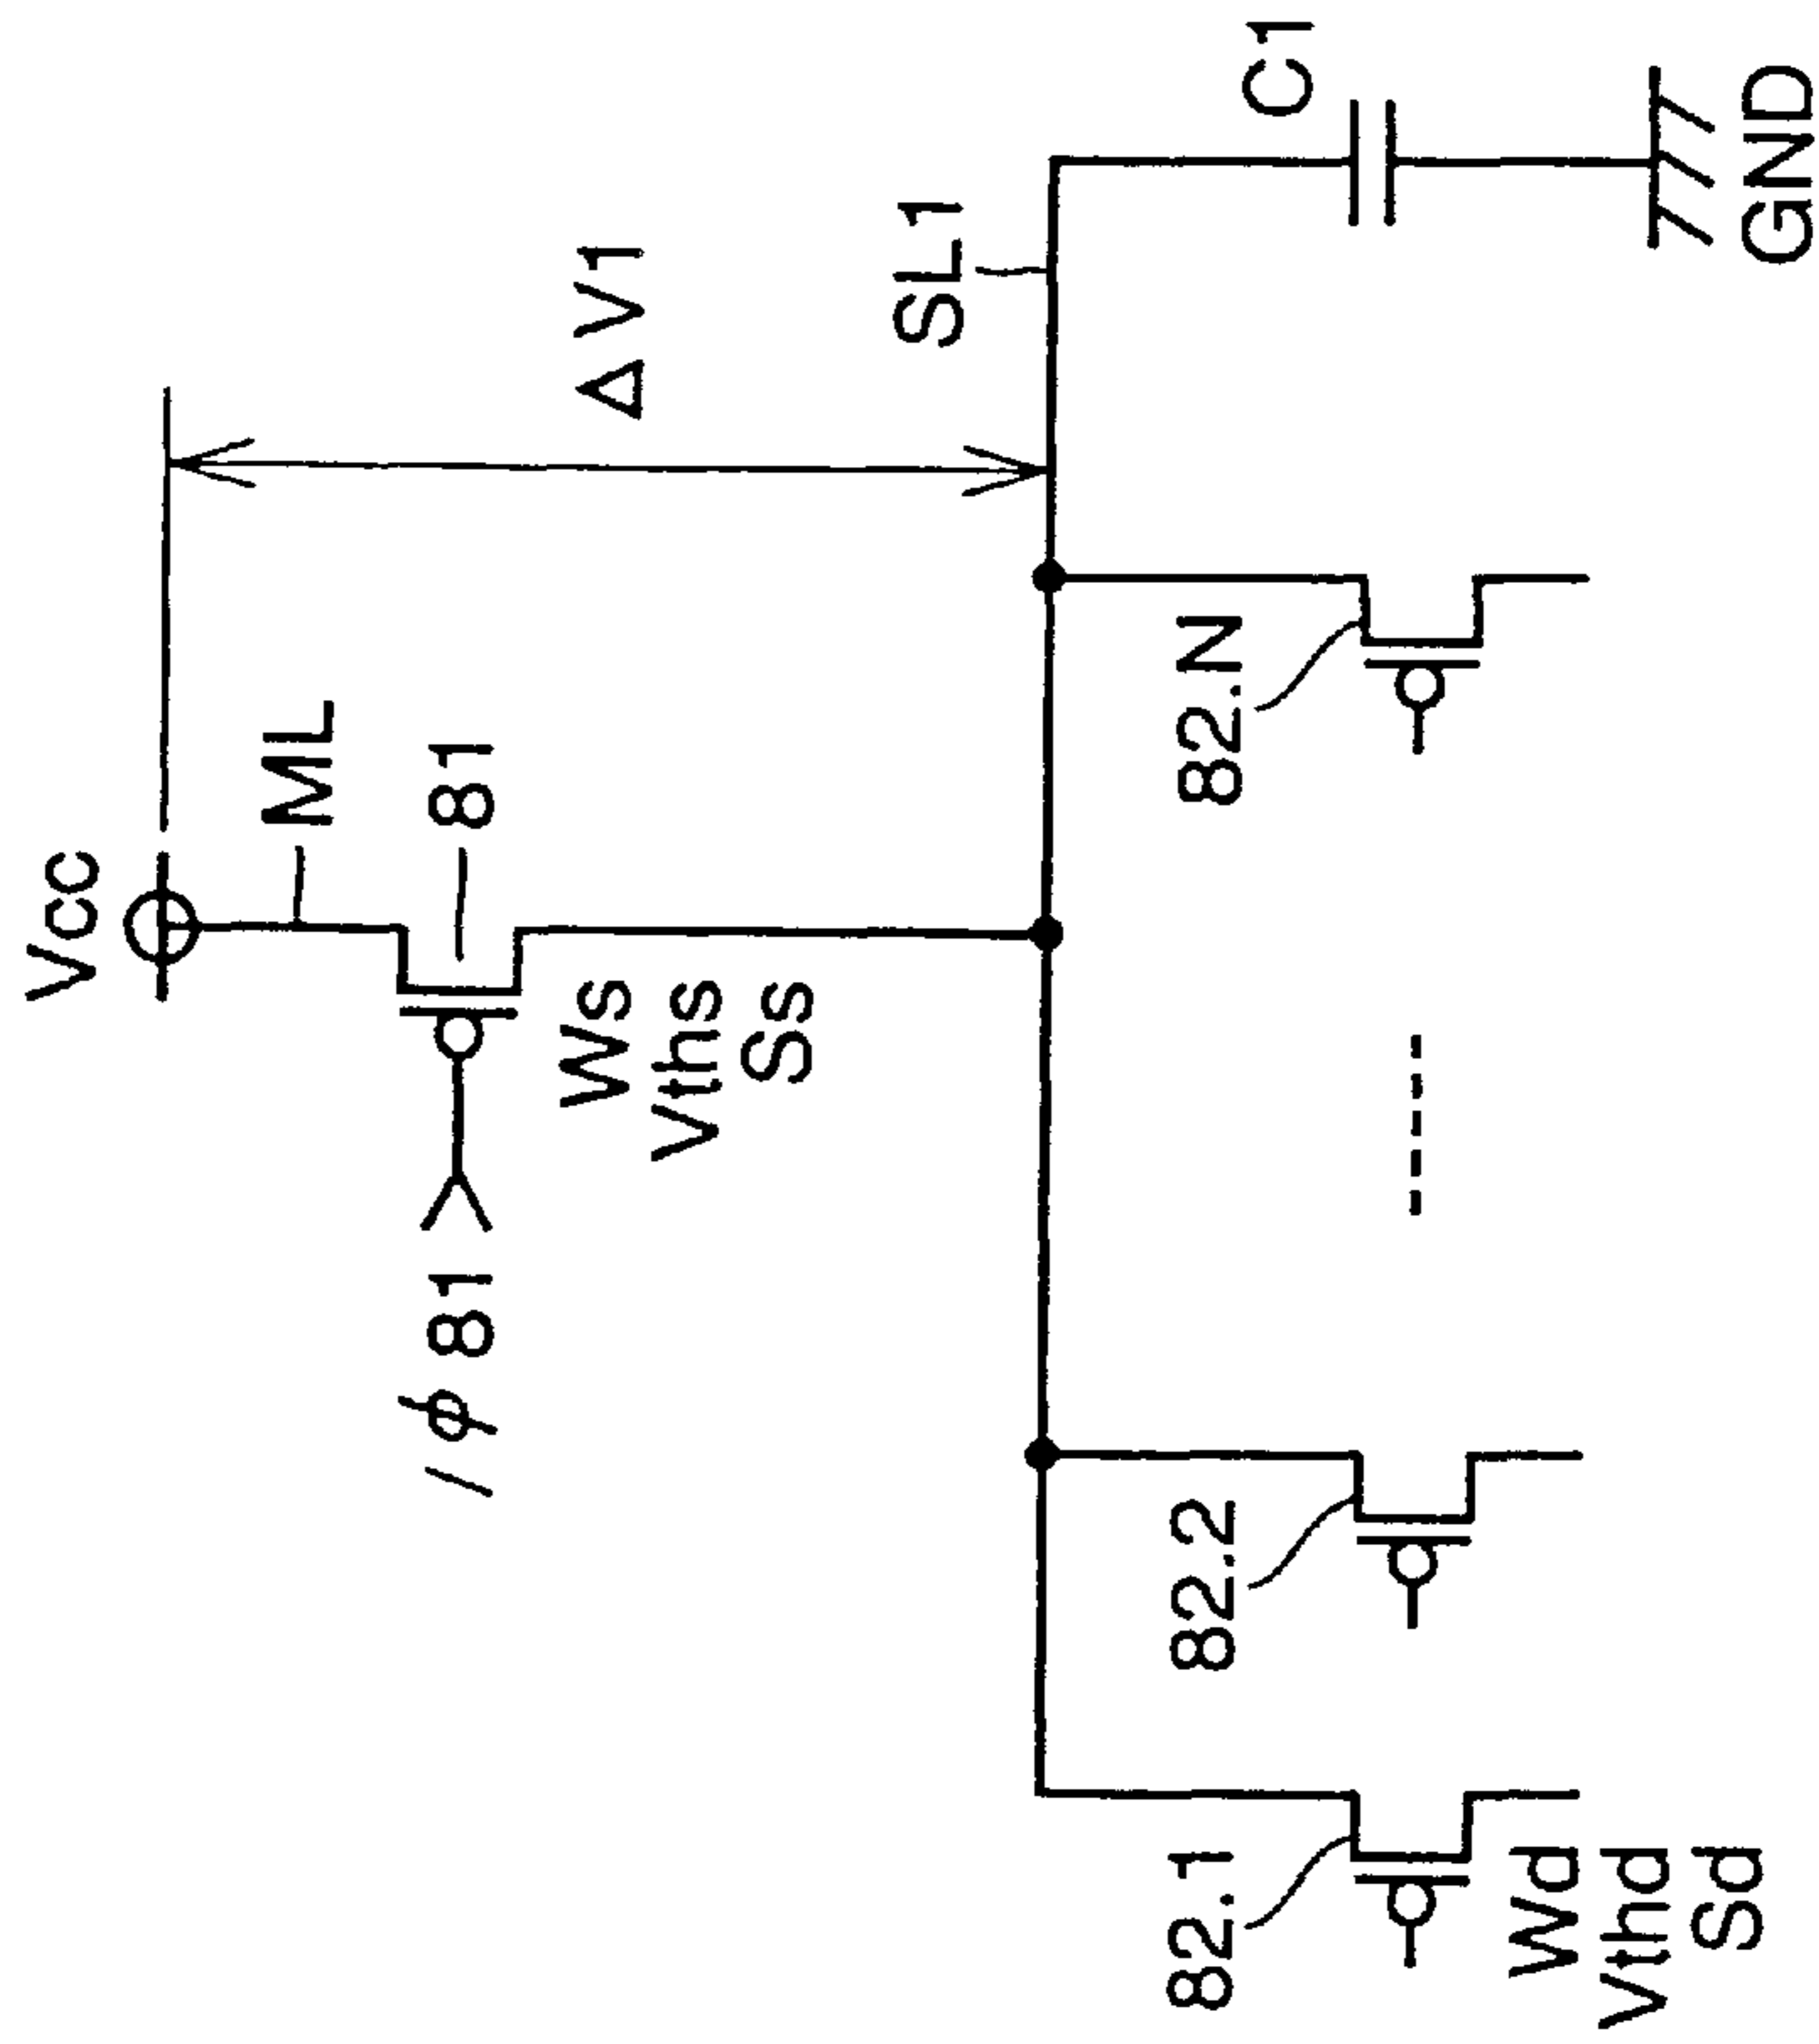 Vcc
ML
/φ81
81
Ws
Vths
Ss
ΔV1
SL1
C1
82.1
82.2
82.N
Wd
Vthd
Sd
GND